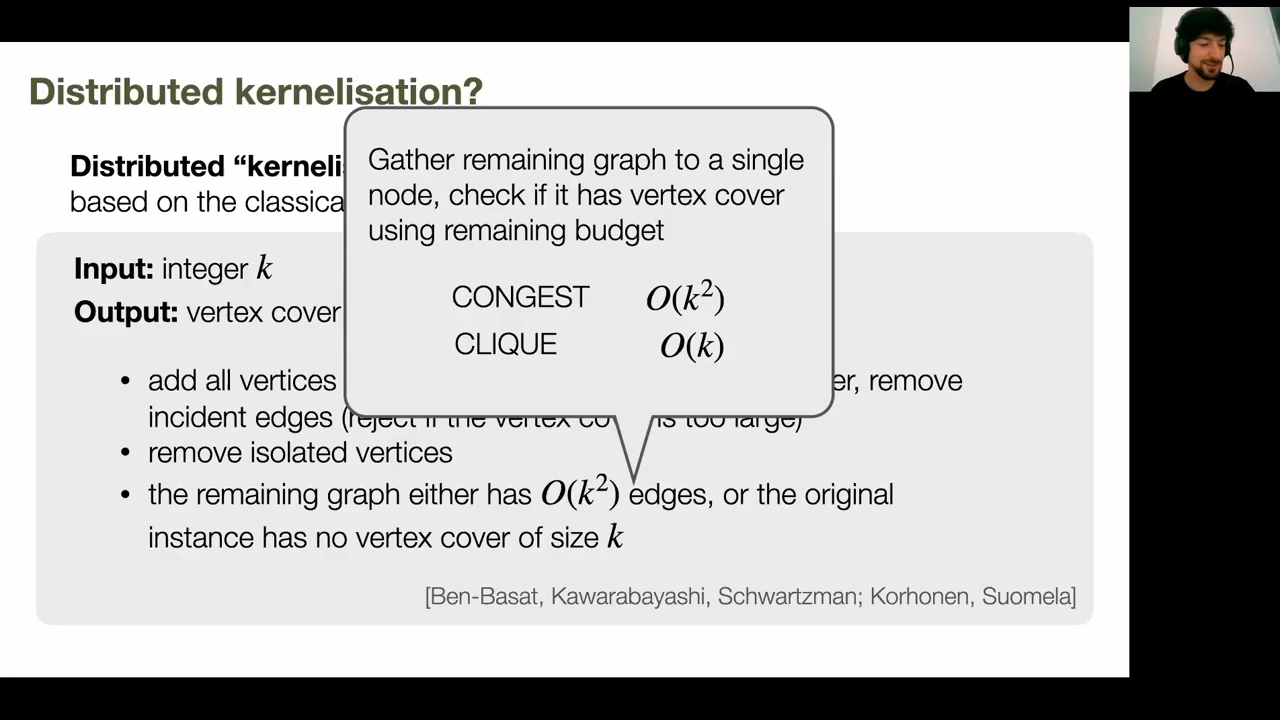 Distributed kernelisation?
Distributed “kerneli
based on the classica
Gather remaining graph to a single
node, check if it has vertex cover
using remaining budget
CONGEST O(k²)
CLIQUE O(k)
Input: integer k
Output: vertex cover
• add all vertices er, remove
incident edges (reject if the vertex co is too large)
• remove isolated vertices
• the remaining graph either has O(k²) edges, or the original
instance has no vertex cover of size k
[Ben-Basat, Kawarabayashi, Schwartzman; Korhonen, Suomela]